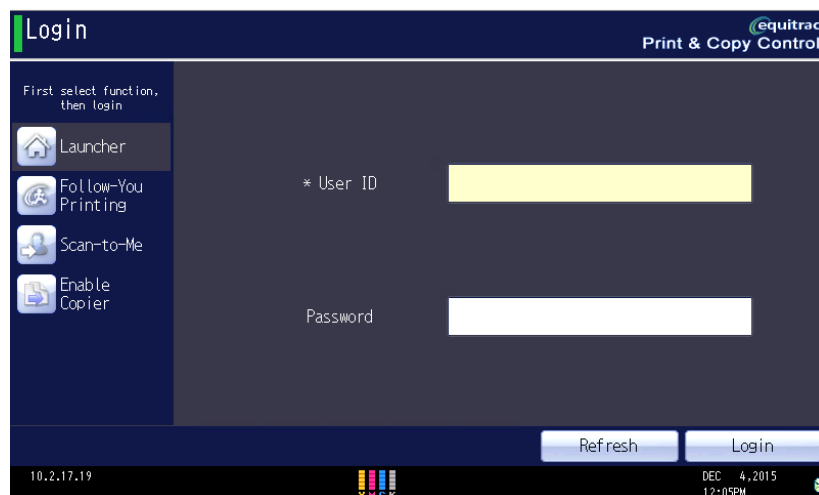 Login
equitrac
Print & Copy Control
First select function,
then login
Launcher
Follow-You
Printing
Scan-to-Me
Enable
Copier
* User ID
Password
Refresh
Login
10.2.17.19
Y M C K
DEC 4,2015
12:05PM